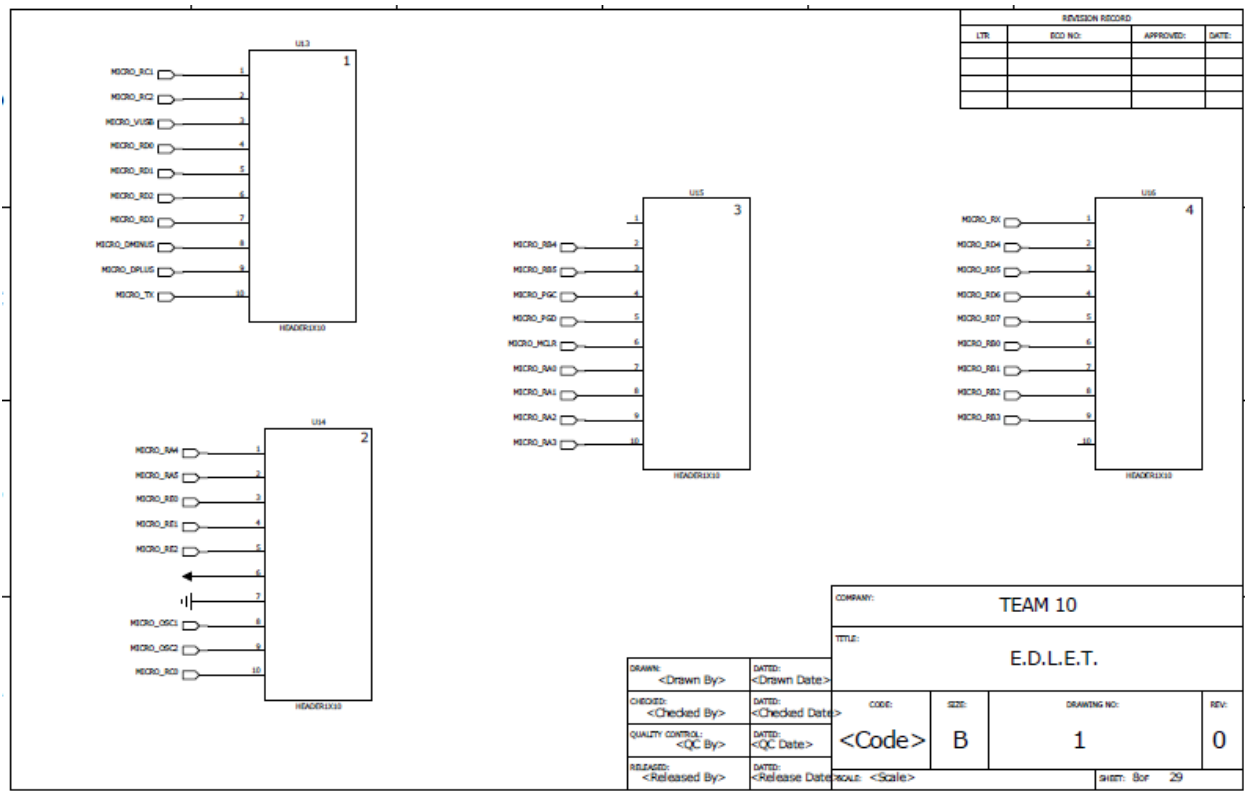 REVISION RECORD
LTR ECO NO: APPROVED: DATE:
U13
1
MICRO_RC1 1
MICRO_RC2 2
MICRO_VUSB 3
MICRO_RD0 4
MICRO_RD1 5
MICRO_RD2 6
MICRO_RD3 7
MICRO_DMINUS 8
MICRO_DPLUS 9
MICRO_TX 10
HEADER1X10
U14
2
MICRO_RA4 1
MICRO_RA5 2
MICRO_RE0 3
MICRO_RE1 4
MICRO_RE2 5
6
7
MICRO_OSC1 8
MICRO_OSC2 9
MICRO_RC0 10
HEADER1X10
U15
3
1
MICRO_RB4 2
MICRO_RB5 3
MICRO_PGC 4
MICRO_PGD 5
MICRO_MCLR 6
MICRO_RA0 7
MICRO_RA1 8
MICRO_RA2 9
MICRO_RA3 10
HEADER1X10
U16
4
MICRO_RX 1
MICRO_RD4 2
MICRO_RD5 3
MICRO_RD6 4
MICRO_RD7 5
MICRO_RB0 6
MICRO_RB1 7
MICRO_RB2 8
MICRO_RB3 9
10
HEADER1X10
COMPANY:
TEAM 10
TITLE:
E.D.L.E.T.
DRAWN: DATED:
<Drawn By> <Drawn Date>
CHECKED: DATED:
<Checked By> <Checked Date>
QUALITY CONTROL: DATED:
<QC By> <QC Date>
RELEASED: DATED:
<Released By> <Release Date>
CODE: SIZE: DRAWING NO: REV:
<Code> B 1 0
SCALE: <Scale> SHEET: 8OF 29